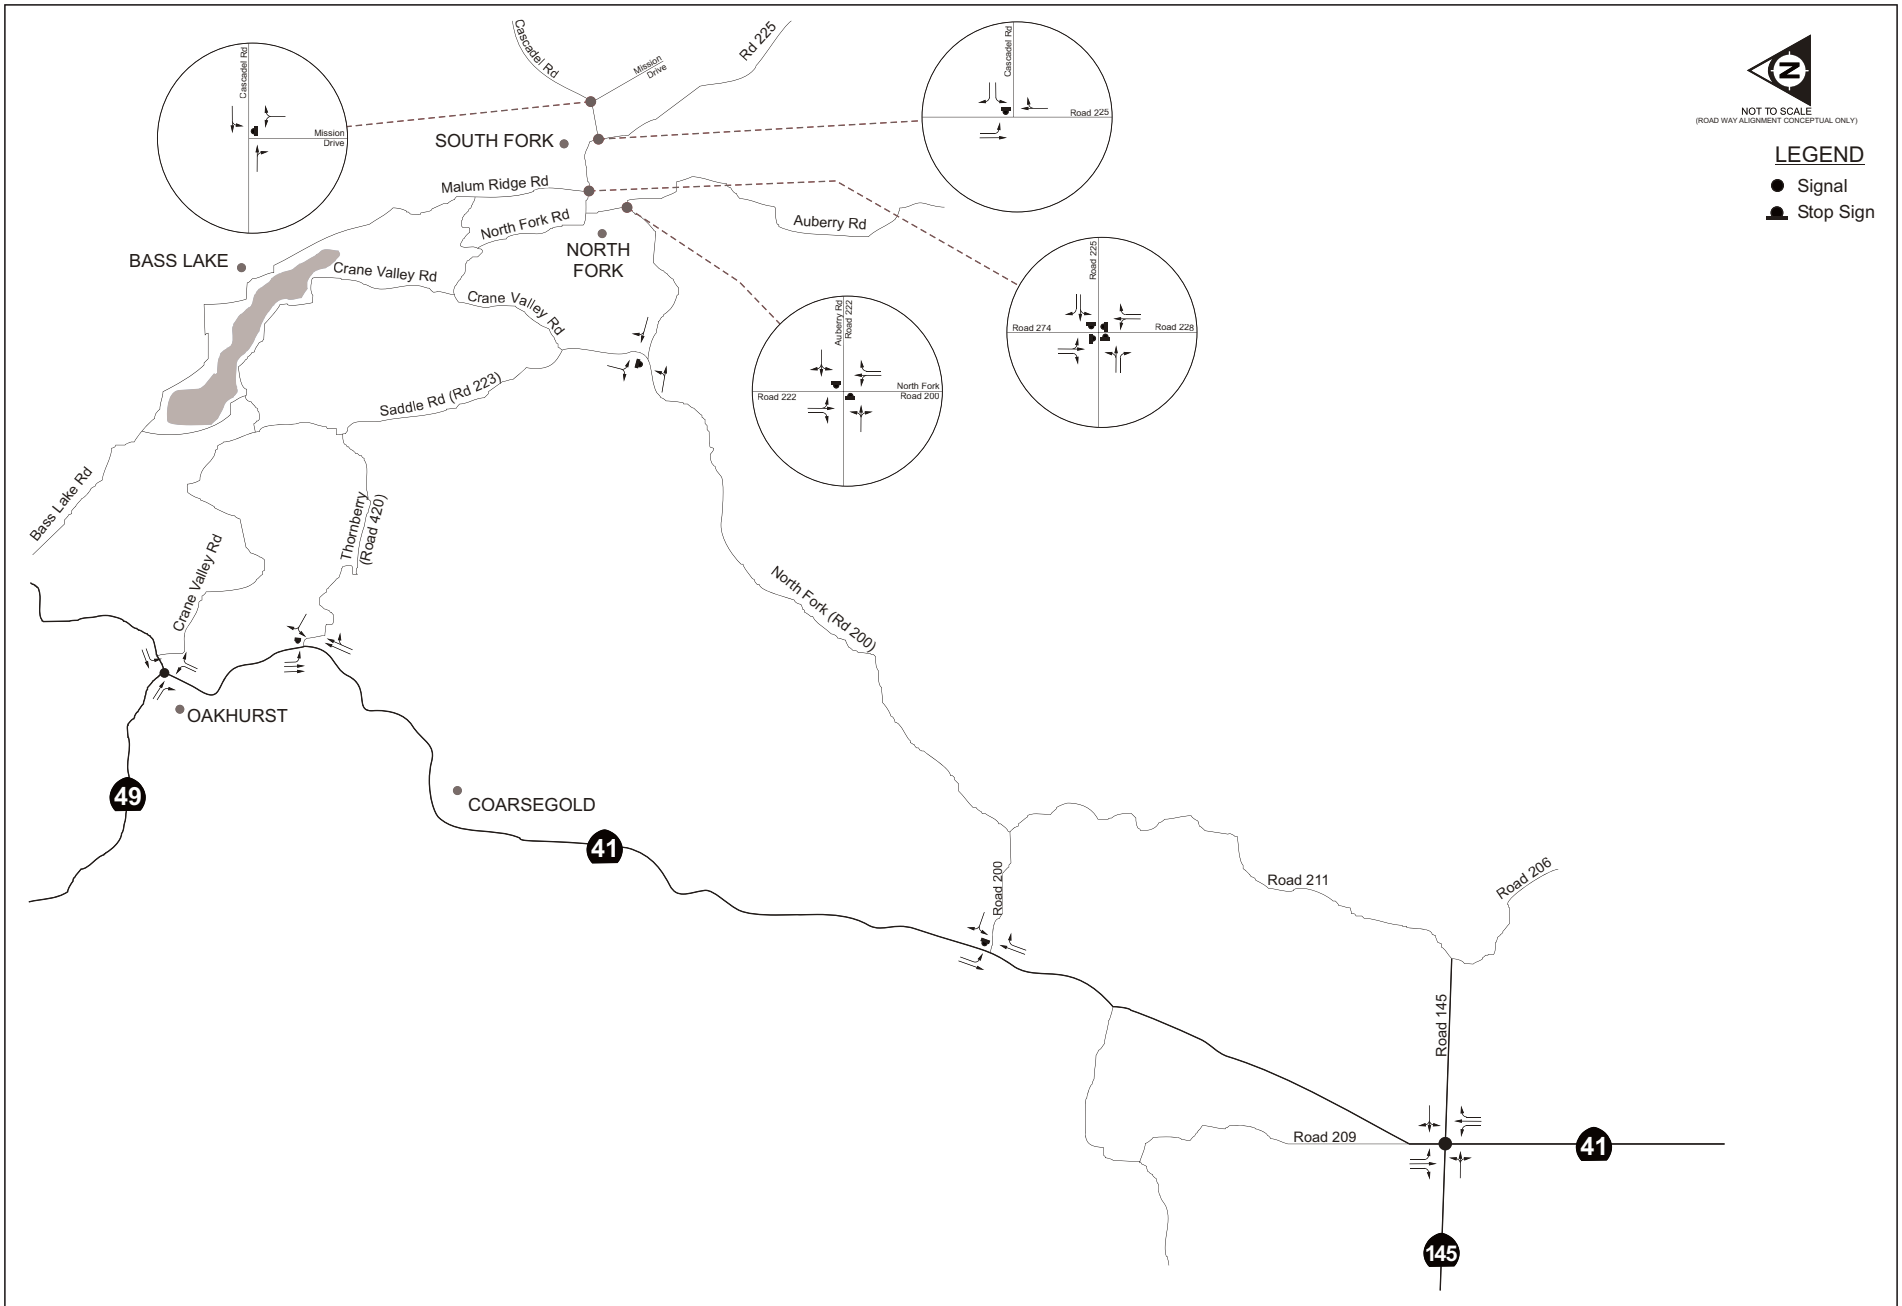 Cascadel Rd
Mission
Drive
Rd 225
Cascadel Rd
Mission
Drive
Cascadel Rd
Road 225
N
NOT TO SCALE
(ROAD WAY ALIGNMENT CONCEPTUAL ONLY)
LEGEND
Signal
Stop Sign
SOUTH FORK
Malum Ridge Rd
North Fork Rd
NORTH
FORK
Auberry Rd
BASS LAKE
Crane Valley Rd
Crane Valley Rd
Road 225
Road 274
Road 228
Auberry Rd
Road 222
Road 222
North Fork
Road 200
Saddle Rd (Rd 223)
Bass Lake Rd
Thornberry
(Road 420)
Crane Valley Rd
North Fork (Rd 200)
OAKHURST
49
COARSEGOLD
41
Road 200
Road 211
Road 206
Road 145
Road 209
41
145